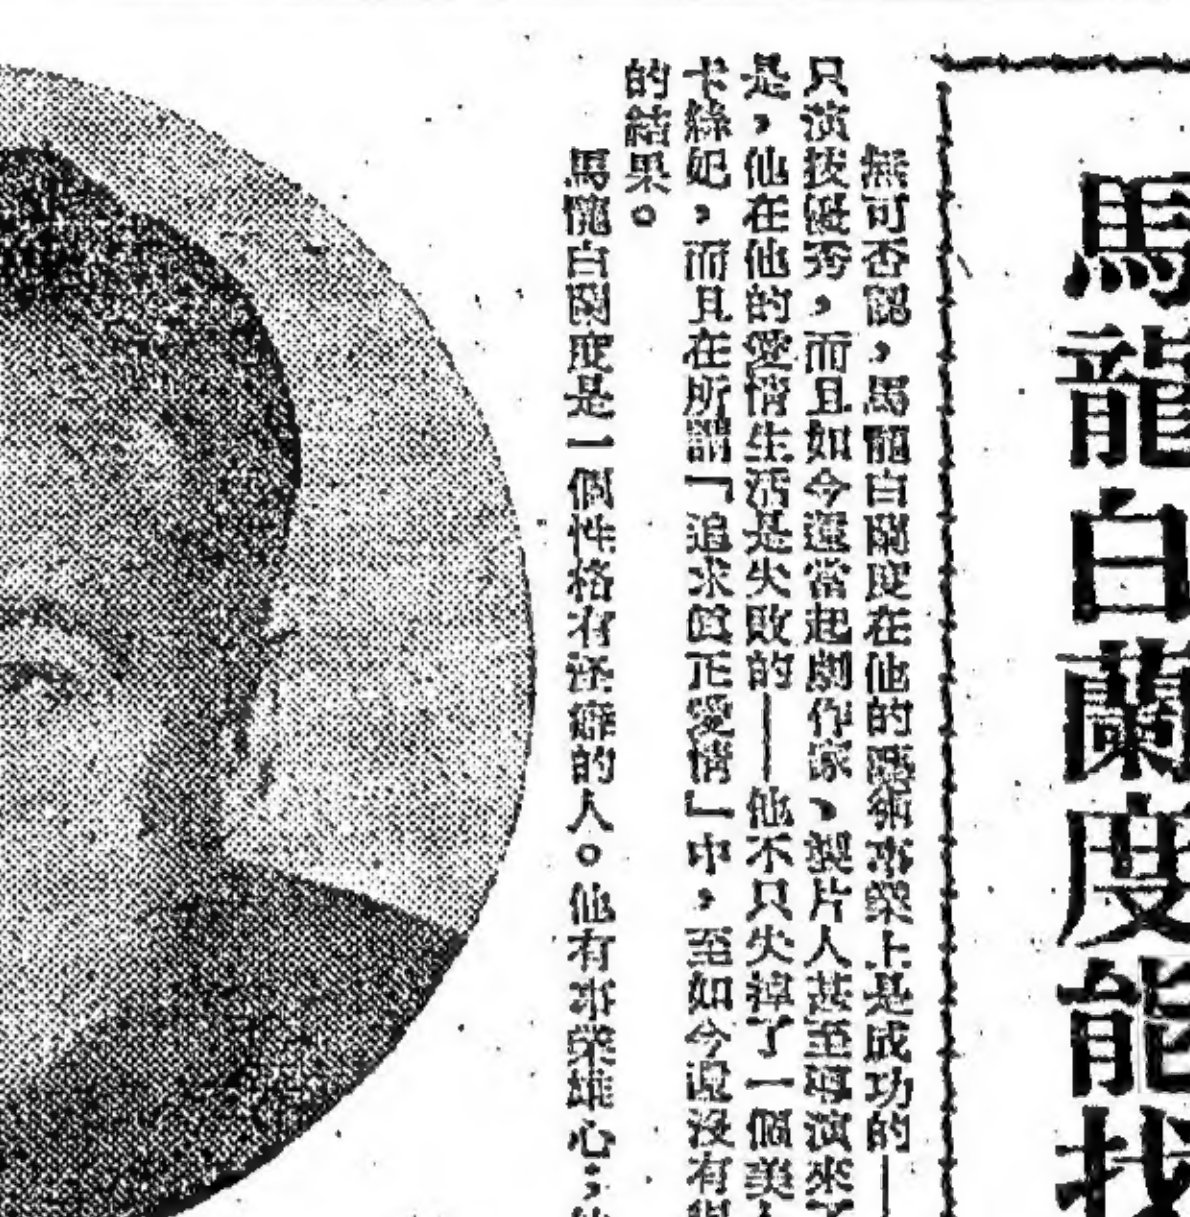 馬龍白蘭度能找
無可否認，馬龍白蘭度在他的藝術事業上是成功的—
只演技優秀，而且如今還當起劇作家、製片人甚至導演來了
是，他在他的愛情生活是失敗的——他不只失掉了一個美
卡絲妃，而且在所謂「追求眞正愛情」中，至如今還沒有得
的結果。
馬龍白蘭度是一個性格有怪癖的人。他有事業雄心；